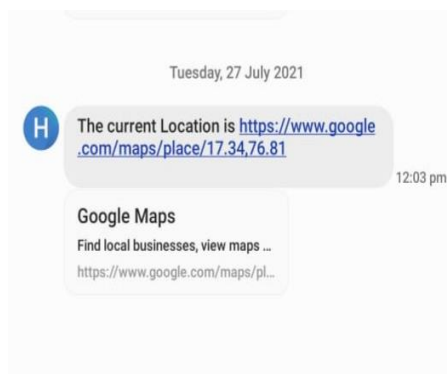 Tuesday, 27 July 2021
H
The current Location is https://www.google
.com/maps/place/17.34,76.81
12:03 pm
Google Maps
Find local businesses, view maps ...
https://www.google.com/maps/pl...